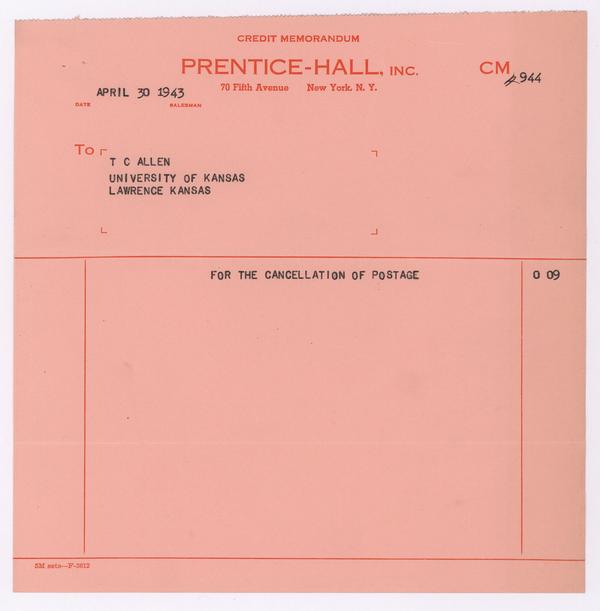 CREDIT MEMORANDUM
PRENTICE-HALL, INC.
CM 944
70 Fifth Avenue New York, N. Y.
APRIL 30 1943
DATE SALESMAN
To
T C ALLEN
UNIVERSITY OF KANSAS
LAWRENCE KANSAS
FOR THE CANCELLATION OF POSTAGE 0 09
5M sets—F-3612